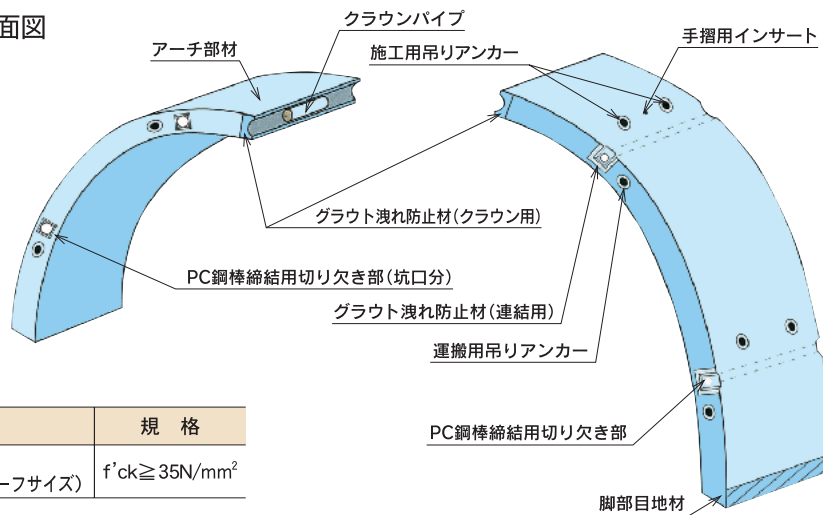 面図
クラウンパイプ
アーチ部材
施工用吊りアンカー
手摺用インサート
グラウト洩れ防止材(クラウン用)
PC鋼棒締結用切り欠き部(坑口分)
グラウト洩れ防止材(連結用)
運搬用吊りアンカー
PC鋼棒締結用切り欠き部
脚部目地材
規 格
ーフサイズ)
f'ck≧35N/mm²